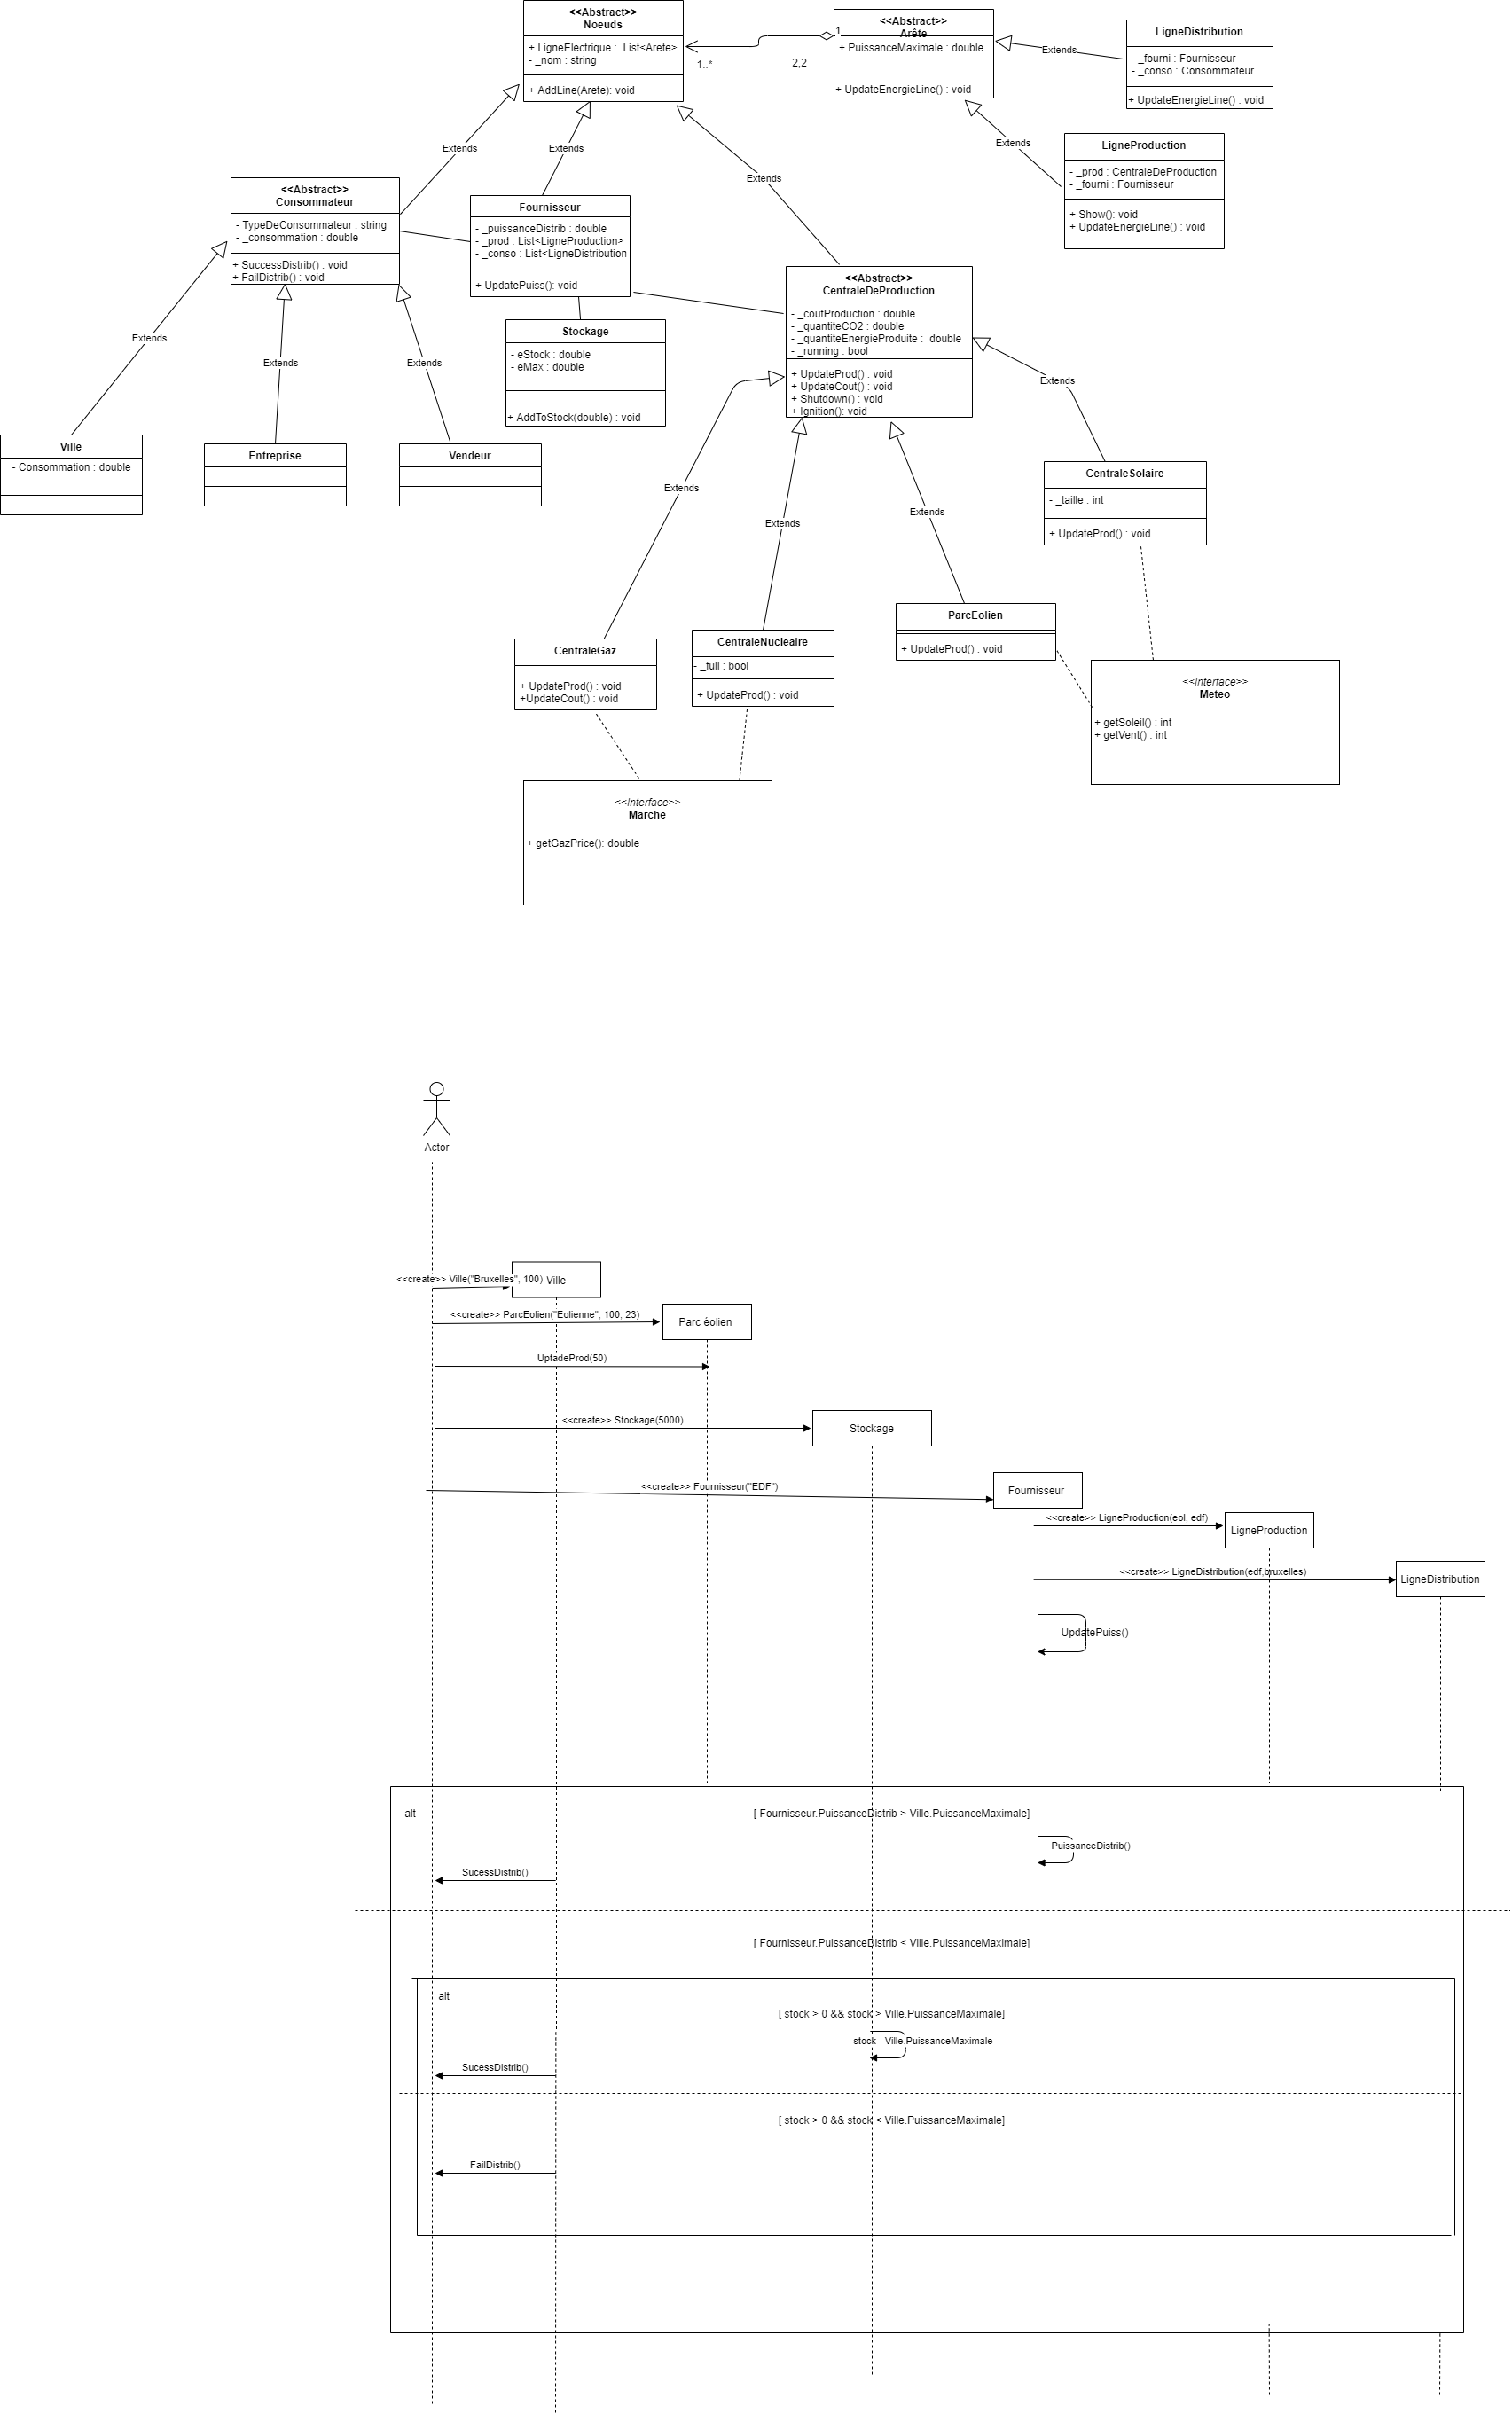 <<Abstract>>
Noeuds
+ LigneElectrique : List<Arete>
- _nom : string
+ AddLine(Arete): void
1..*
2,2
1
<<Abstract>>
Arête
+ PuissanceMaximale : double
+ UpdateEnergieLine() : void
Extends
LigneDistribution
- _fourni : Fournisseur
- _conso : Consommateur
+ UpdateEnergieLine() : void
Extends
LigneProduction
- _prod : CentraleDeProduction
- _fourni : Fournisseur
+ Show(): void
+ UpdateEnergieLine() : void
Extends
Extends
Extends
<<Abstract>>
Consommateur
- TypeDeConsommateur : string
- _consommation : double
+ SuccessDistrib() : void
+ FailDistrib() : void
Fournisseur
- _puissanceDistrib : double
- _prod : List<LigneProduction>
- _conso : List<LigneDistribution
+ UpdatePuiss(): void
<<Abstract>>
CentraleDeProduction
- _coutProduction : double
- _quantiteCO2 : double
- _quantiteEnergieProduite : double
- _running : bool
+ UpdateProd() : void
+ UpdateCout() : void
+ Shutdown() : void
+ Ignition(): void
Stockage
- eStock : double
- eMax : double
+ AddToStock(double) : void
Extends
Extends
Extends
Extends
Ville
- Consommation : double
Entreprise
Vendeur
CentraleSolaire
- _taille : int
+ UpdateProd() : void
Extends
Extends
Extends
ParcEolien
+ UpdateProd() : void
CentraleGaz
+ UpdateProd() : void
+UpdateCout() : void
CentraleNucleaire
- _full : bool
+ UpdateProd() : void
<<Interface>>
Meteo
+ getSoleil() : int
+ getVent() : int
<<Interface>>
Marche
+ getGazPrice(): double
Actor
<<create>> Ville("Bruxelles", 100)
Ville
<<create>> ParcEolien("Eolienne", 100, 23)
Parc éolien
UptadeProd(50)
<<create>> Stockage(5000)
Stockage
<<create>> Fournisseur("EDF")
Fournisseur
<<create>> LigneProduction(eol, edf)
LigneProduction
<<create>> LigneDistribution(edf,bruxelles)
LigneDistribution
UpdatePuiss()
alt
[ Fournisseur.PuissanceDistrib > Ville.PuissanceMaximale]
PuissanceDistrib()
SucessDistrib()
[ Fournisseur.PuissanceDistrib < Ville.PuissanceMaximale]
alt
[ stock > 0 && stock > Ville.PuissanceMaximale]
stock - Ville.PuissanceMaximale
SucessDistrib()
[ stock > 0 && stock < Ville.PuissanceMaximale]
FailDistrib()